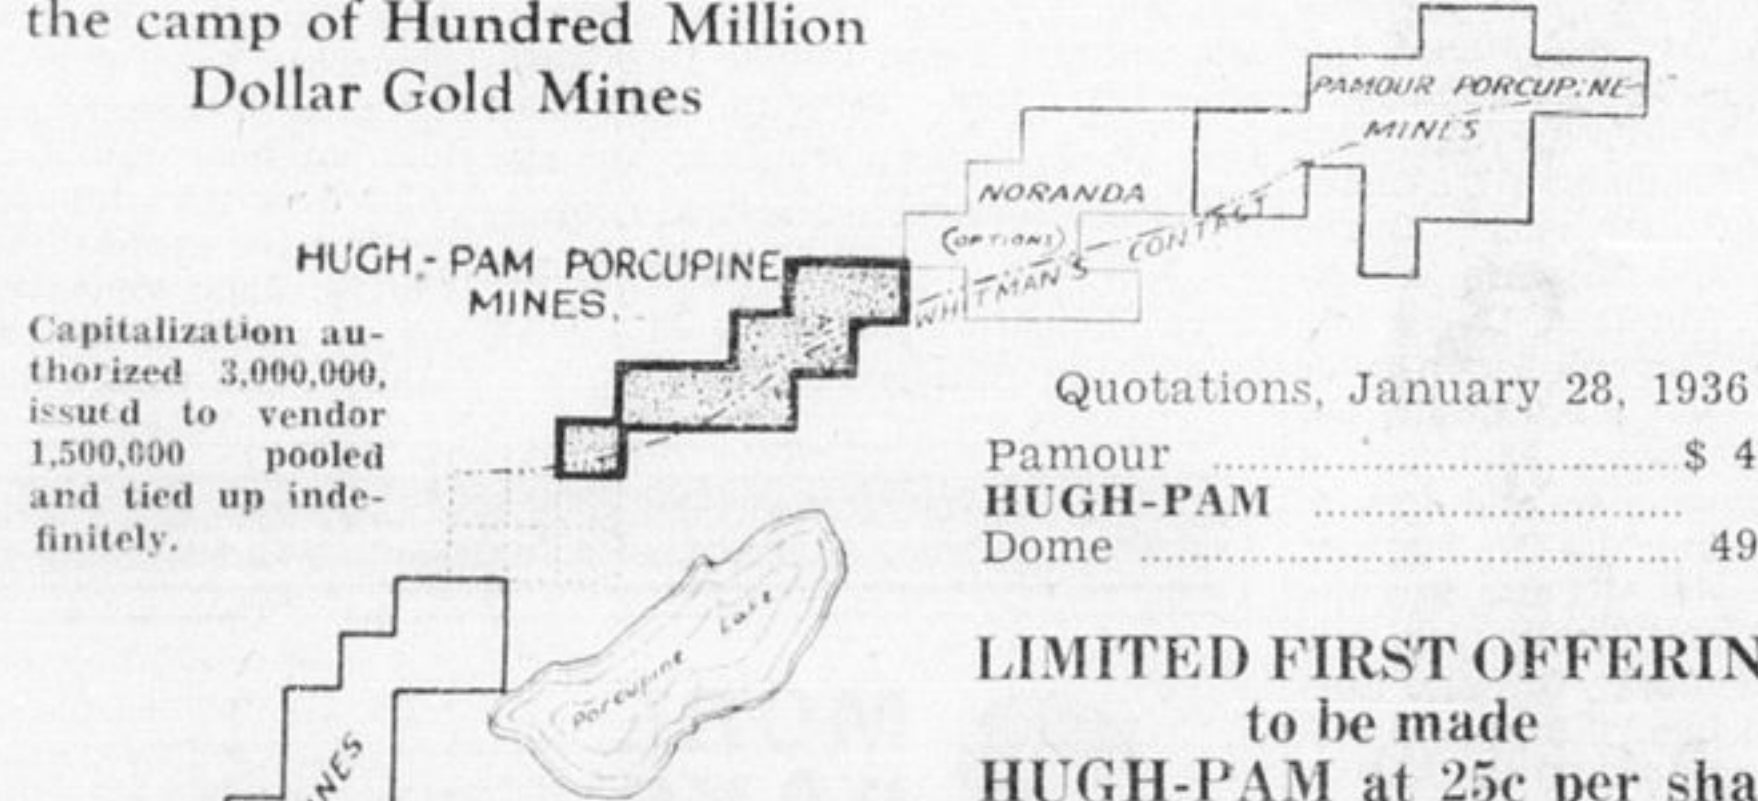 the camp of Hundred Million
Dollar Gold Mines
PAMOUR PORCUPINE
MINES
NORANDA
(OPTIONS)
WHITMAN'S CONTACT
HUGH.-PAM PORCUPINE
MINES.
Capitalization au-
thorized 3,000,000,
issued to vendor
1,500,000 pooled
and tied up inde-
finitely.
Quotations, January 28, 1936
Pamour ........ $ 4
HUGH-PAM ........
Dome ........ 49
Porcupine Lake
INES
LIMITED FIRST OFFERIN
to be made
HUGH-PAM at 25c per sha